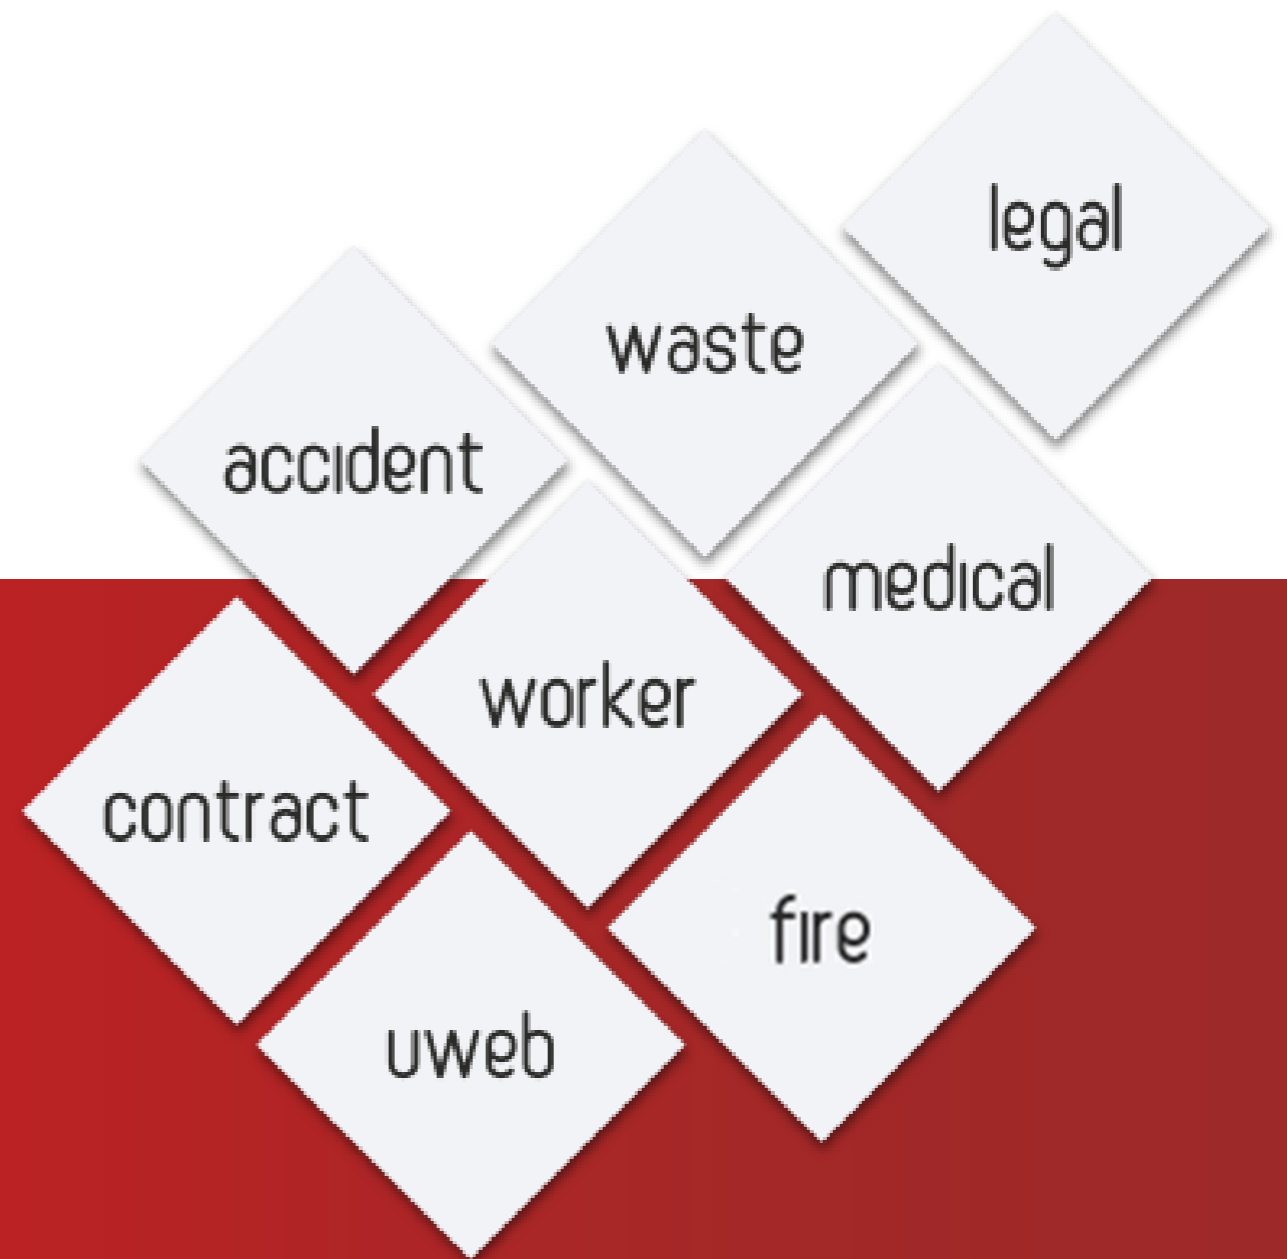 legal
waste
accident
medical
worker
contract
fire
uweb